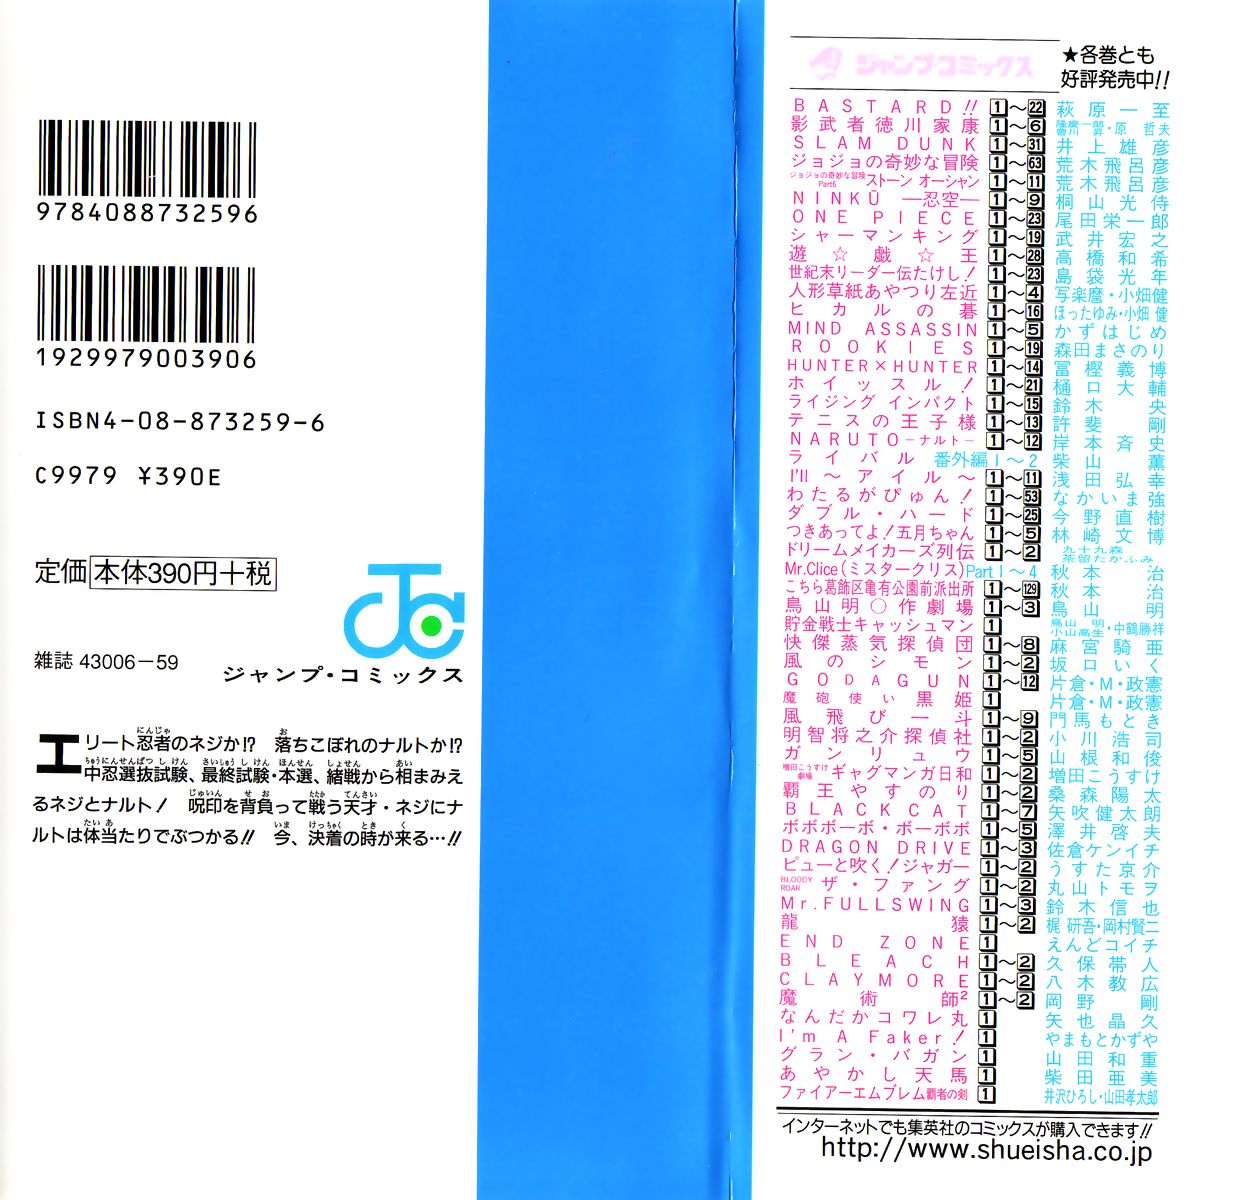 9784088732596
1929979003906
ISBN4-08-873259-6
C9979 ¥390E
定価 本体390円+税
ジャンプ・コミックス
雑誌 43006-59
エリート忍者のネジか!? 落ちこぼれのナルトか!?
中忍選抜試験、最終試験・本選、緒戦から相まみえ
るネジとナルト! 呪印を背負って戦う天才・ネジにナ
ルトは体当たりでぶつかる!! 今、決着の時が来る…!!
ジャンプ・コミックス
★各巻とも
好評発売中!!
BASTARD!! 1〜22 萩原一至
影武者徳川家康 1〜6 隆慶一郎・原 哲夫
SLAM DUNK 1〜31 井上雄彦
ジョジョの奇妙な冒険 1〜63 荒木飛呂彦
ジョジョの奇妙な冒険 Part6 ストーン オーシャン 1〜11 荒木飛呂彦
NINKŪ —忍空— 1〜9 桐山光侍
ONE PIECE 1〜23 尾田栄一郎
シャーマンキング 1〜19 武井宏之
遊☆戯☆王 1〜28 高橋和希
世紀末リーダー伝たけし! 1〜23 島袋光年
人形草紙あやつり左近 1〜4 写楽麿・小畑健
ヒカルの碁 1〜16 ほったゆみ・小畑 健
MIND ASSASSIN 1〜5 かずはじめ
ROOKIES 1〜19 森田まさのり
HUNTER×HUNTER 1〜14 冨樫義博
ホイッスル! 1〜21 樋口大輔
ライジング インパクト 1〜15 鈴木 央
テニスの王子様 1〜13 許斐 剛
NARUTO—ナルト— 1〜12 岸本斉史
ライバル 番外編1〜2 柴山 薫
I'll 〜アイル〜 1〜11 浅田弘幸
わたるがぴゅん! 1〜53 なかいま強
ダブル・ハード 1〜25 今野直樹
つきあってよ!五月ちゃん 1〜5 林崎文博
ドリームメイカーズ列伝 1〜2 九十九森 茶留たかふみ
Mr.Clice(ミスタークリス) Part1〜4 秋本 治
こちら葛飾区亀有公園前派出所 1〜129 秋本 治
鳥山明○作劇場 1〜3 鳥山 明
貯金戦士キャッシュマン 1 鳥山 明 小山高生・中鶴勝祥
快傑蒸気探偵団 1〜8 麻宮騎亜
風のシモン 1〜2 坂口いく
GODAGUN 1〜12 片倉・M・政憲
魔砲使い黒姫 1 片倉・M・政憲
風飛び一斗 1〜9 門馬もとき
明智将之介探偵社 1〜2 小川浩司
ガンリュウ 1〜5 山根和俊
増田こうすけ劇場 ギャグマンガ日和 1〜2 増田こうすけ
覇王やすのり 1〜2 桑森陽太
BLACK CAT 1〜7 矢吹健太朗
ボボボーボ・ボーボボ 1〜5 澤井啓夫
DRAGON DRIVE 1〜3 佐倉ケンイチ
ピューと吹く!ジャガー 1〜2 うすた京介
BLOODY ROAR ザ・ファング 1〜2 丸山トモヲ
Mr.FULLSWING 1〜3 鈴木信也
龍猿 1〜2 梶 研吾・岡村賢二
END ZONE 1 えんどコイチ
BLEACH 1〜2 久保帯人
CLAYMORE 1〜2 八木教広
魔術師² 1〜2 岡野 剛
なんだかコワレ丸 1 矢也晶久
I'm A Faker! 1 やまもとかずや
グラン・バガン 1 山田和重
あやかし天馬 1 柴田亜美
ファイアーエムブレム覇者の剣 1 井沢ひろし・山田孝太郎
インターネットでも集英社のコミックスが購入できます!!
http://www.shueisha.co.jp